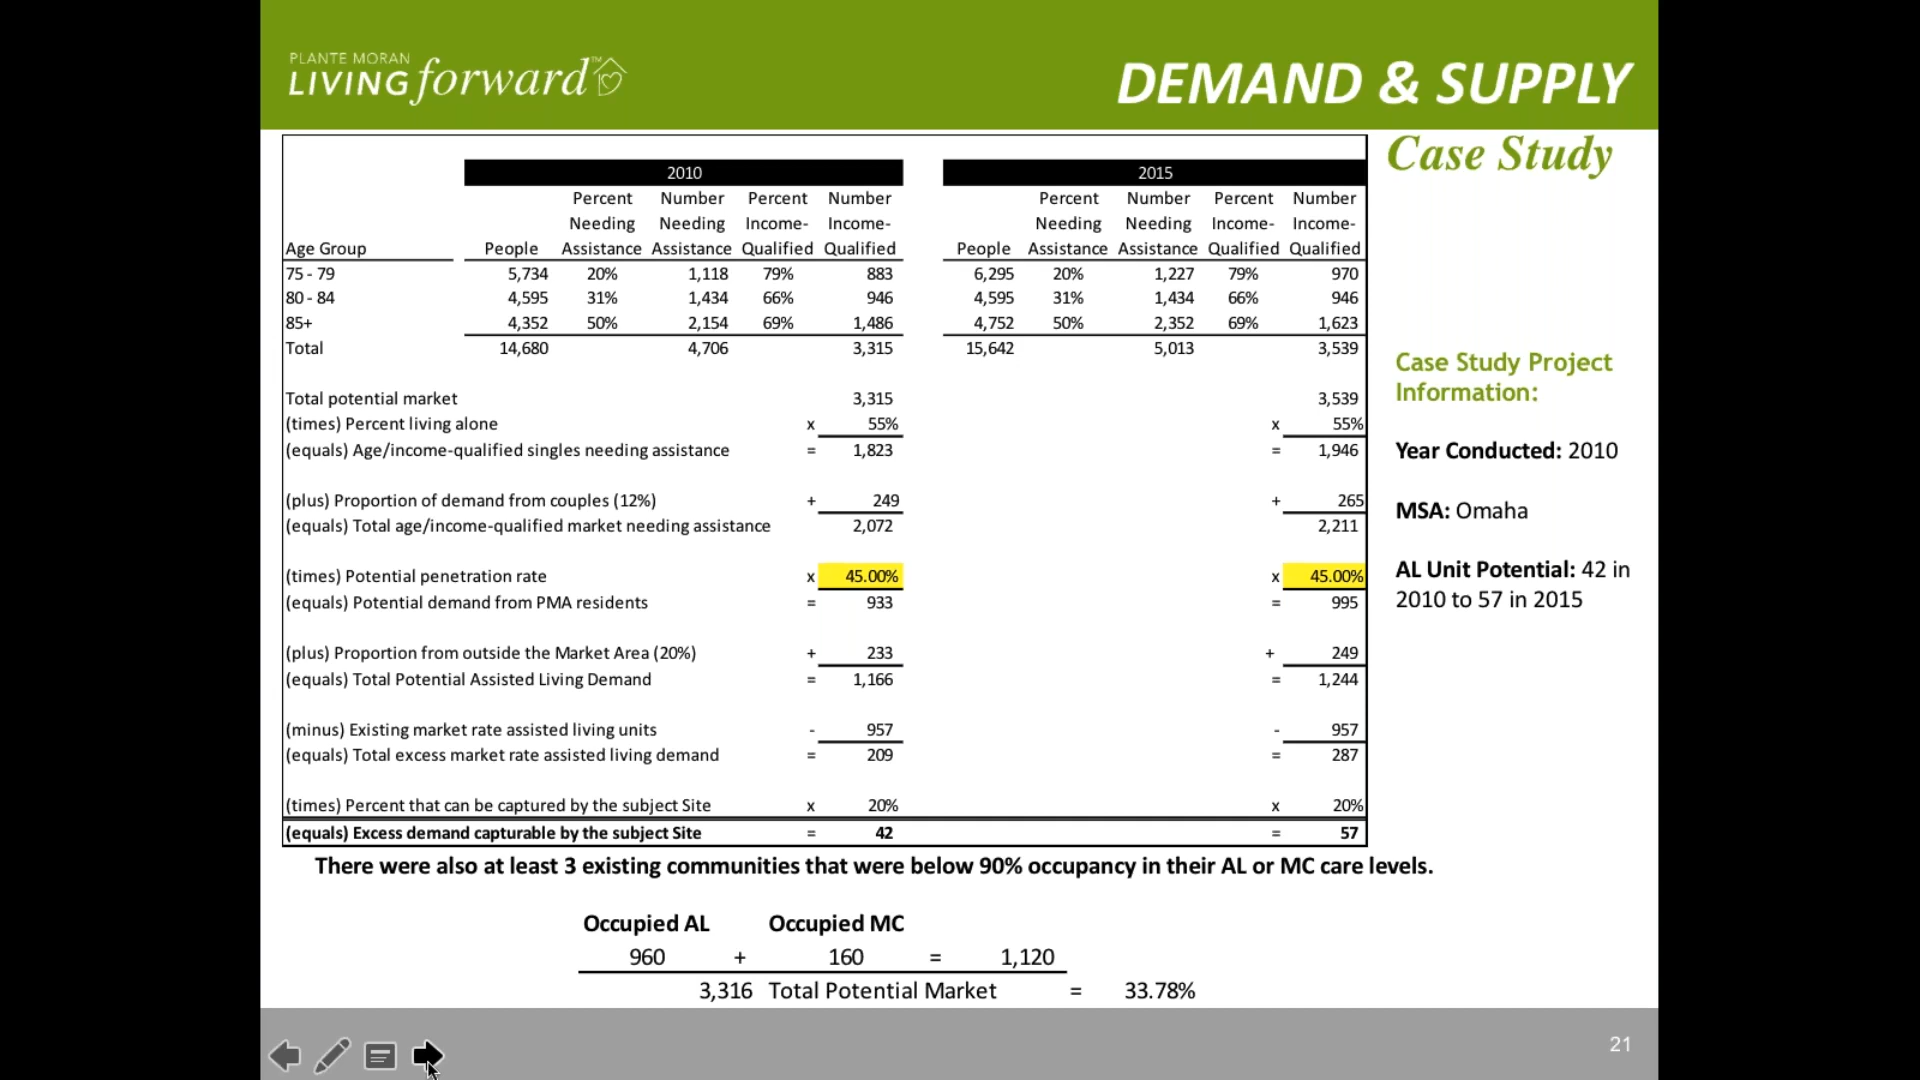 PLANTE MORAN
LIVING forward™
DEMAND & SUPPLY
Case Study
2010 2015
Percent Number Percent Number Percent Number Percent Number
Needing Needing Income- Income- Needing Needing Income- Income-
Age Group People Assistance Assistance Qualified Qualified People Assistance Assistance Qualified Qualified
75 - 79 5,734 20% 1,118 79% 883 6,295 20% 1,227 79% 970
80 - 84 4,595 31% 1,434 66% 946 4,595 31% 1,434 66% 946
85+ 4,352 50% 2,154 69% 1,486 4,752 50% 2,352 69% 1,623
Total 14,680 4,706 3,315 15,642 5,013 3,539
Total potential market 3,315 3,539
(times) Percent living alone x 55% x 55%
(equals) Age/income-qualified singles needing assistance = 1,823 = 1,946
(plus) Proportion of demand from couples (12%) + 249 + 265
(equals) Total age/income-qualified market needing assistance 2,072 2,211
(times) Potential penetration rate x 45.00% x 45.00%
(equals) Potential demand from PMA residents = 933 = 995
(plus) Proportion from outside the Market Area (20%) + 233 + 249
(equals) Total Potential Assisted Living Demand = 1,166 = 1,244
(minus) Existing market rate assisted living units - 957 - 957
(equals) Total excess market rate assisted living demand = 209 = 287
(times) Percent that can be captured by the subject Site x 20% x 20%
(equals) Excess demand capturable by the subject Site = 42 = 57
Case Study Project
Information:
Year Conducted: 2010
MSA: Omaha
AL Unit Potential: 42 in
2010 to 57 in 2015
There were also at least 3 existing communities that were below 90% occupancy in their AL or MC care levels.
Occupied AL Occupied MC
960 + 160 = 1,120
3,316 Total Potential Market = 33.78%
21